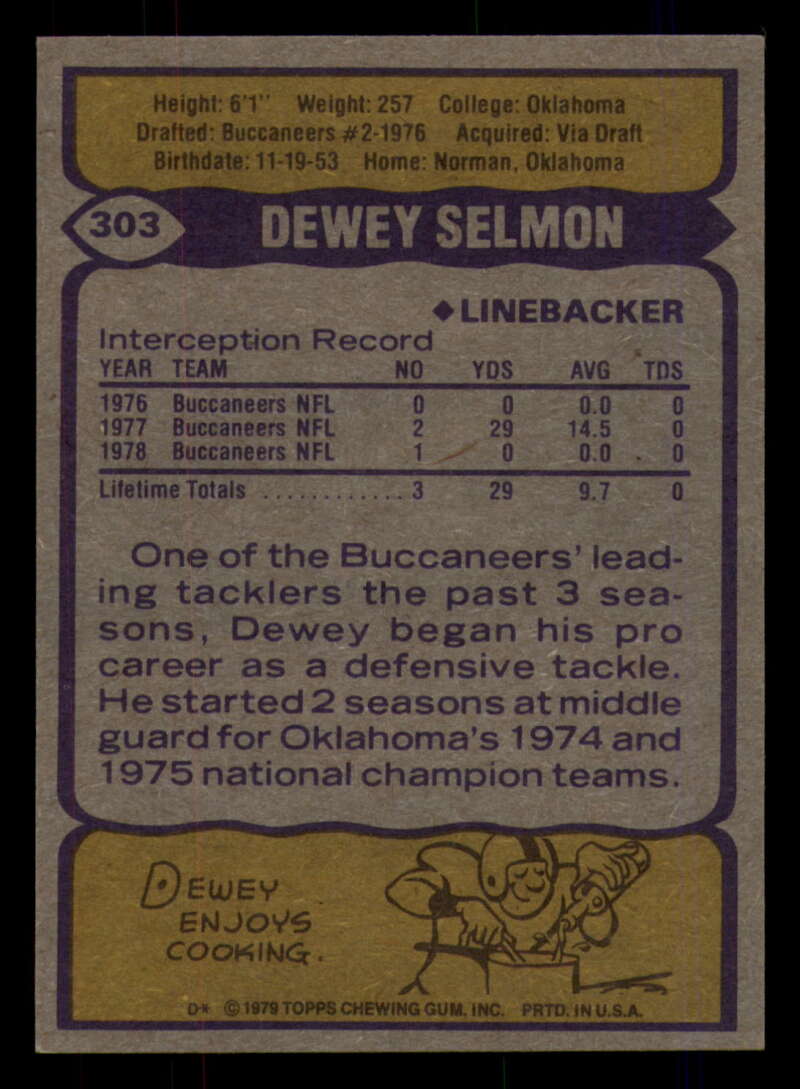 Height: 6'1" Weight: 257 College: Oklahoma
Drafted: Buccaneers #2-1976 Acquired: Via Draft
Birthdate: 11-19-53 Home: Norman, Oklahoma
303 DEWEY SELMON
◆LINEBACKER
Interception Record
YEAR TEAM NO YDS AVG TDS
1976 Buccaneers NFL 0 0 0.0 0
1977 Buccaneers NFL 2 29 14.5 0
1978 Buccaneers NFL 1 0 0.0 0
Lifetime Totals ............. 3 29 9.7 0
One of the Buccaneers' lead-
ing tacklers the past 3 sea-
sons, Dewey began his pro
career as a defensive tackle.
He started 2 seasons at middle
guard for Oklahoma's 1974 and
1975 national champion teams.
DEWEY
ENJOYS
COOKING.
D* © 1979 TOPPS CHEWING GUM, INC. PRTD. IN U.S.A.